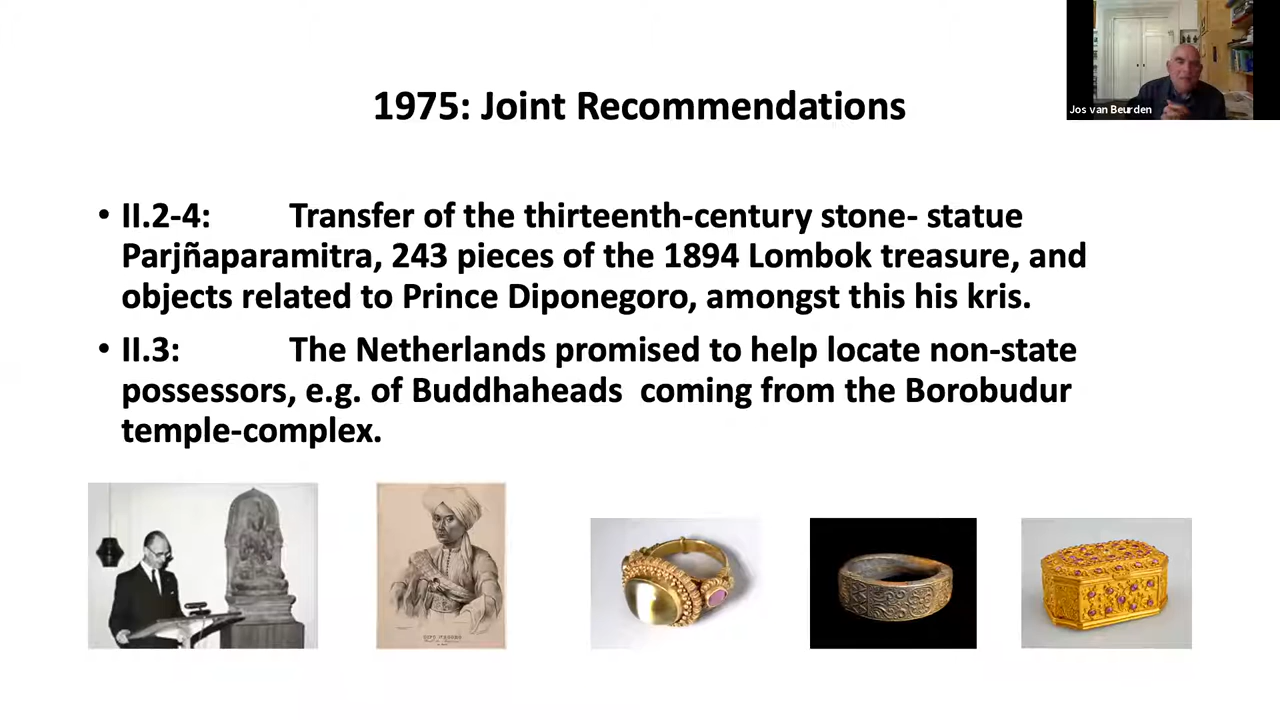 Jos van Beurden
1975: Joint Recommendations
• II.2-4: Transfer of the thirteenth-century stone- statue
Parjñaparamitra, 243 pieces of the 1894 Lombok treasure, and
objects related to Prince Diponegoro, amongst this his kris.
• II.3: The Netherlands promised to help locate non-state
possessors, e.g. of Buddhaheads coming from the Borobudur
temple-complex.